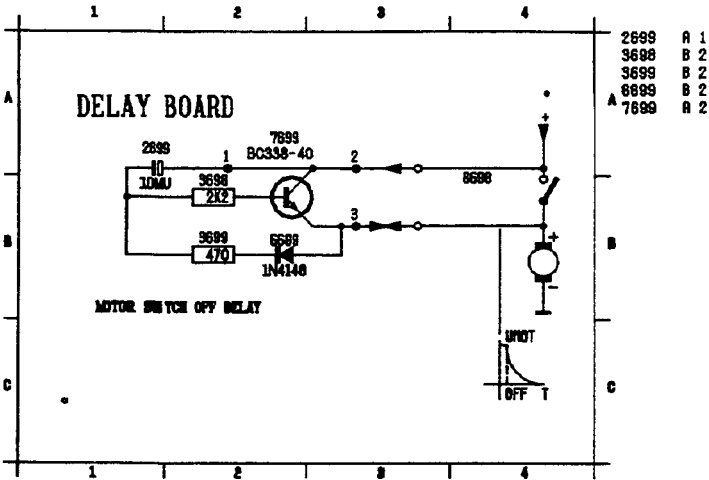 1 2 3 4
2699 A 1
3698 B 2
3699 B 2
6699 B 2
7699 A 2
A A
DELAY BOARD
+
7699
BC338-40
2699
1 2
10MU
3698
2K2
6698
3
B B
3699
470
6699
1N4148
+
-
MOTOR SWITCH OFF DELAY
UMOT
C C
OFF T
1 2 3 4